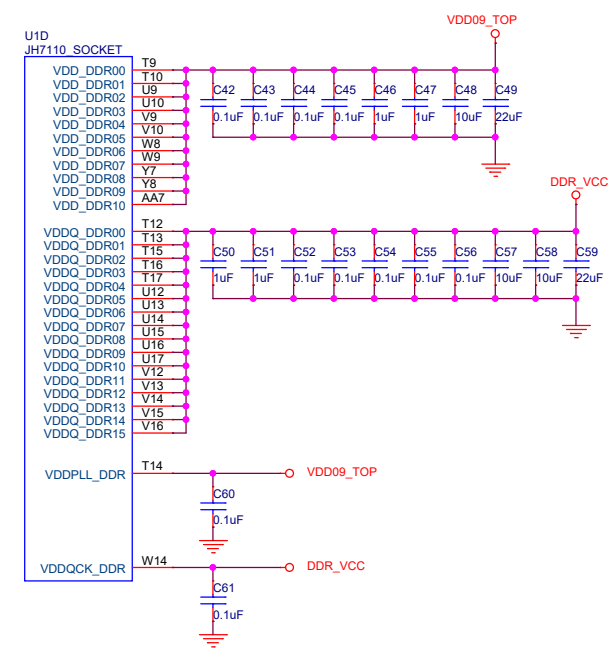 VDD09_TOP
U1D
JH7110_SOCKET
VDD_DDR00 T9
VDD_DDR01 T10
VDD_DDR02 U9
VDD_DDR03 U10
VDD_DDR04 V9
VDD_DDR05 V10
VDD_DDR06 W8
VDD_DDR07 W9
VDD_DDR08 Y7
VDD_DDR09 Y8
VDD_DDR10 AA7
C42 C43 C44 C45 C46 C47 C48 C49
0.1uF 0.1uF 0.1uF 0.1uF 1uF 1uF 10uF 22uF
DDR_VCC
VDDQ_DDR00 T12
VDDQ_DDR01 T13
VDDQ_DDR02 T15
VDDQ_DDR03 T16
VDDQ_DDR04 T17
VDDQ_DDR05 U12
VDDQ_DDR06 U13
VDDQ_DDR07 U14
VDDQ_DDR08 U15
VDDQ_DDR09 U16
VDDQ_DDR10 U17
VDDQ_DDR11 V12
VDDQ_DDR12 V13
VDDQ_DDR13 V14
VDDQ_DDR14 V15
VDDQ_DDR15 V16
C50 C51 C52 C53 C54 C55 C56 C57 C58 C59
1uF 1uF 0.1uF 0.1uF 0.1uF 0.1uF 0.1uF 10uF 10uF 22uF
VDDPLL_DDR T14 VDD09_TOP
C60
0.1uF
VDDQCK_DDR W14 DDR_VCC
C61
0.1uF